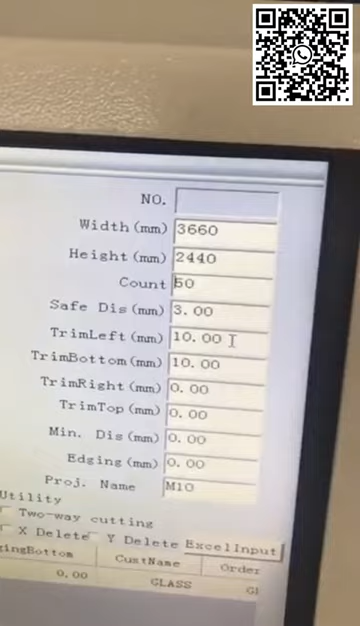 NO.
Width(mm) 3660
Height(mm) 2440
Count 50
Safe Dis(mm) 3.00
TrimLeft(mm) 10.00
TrimBottom(mm) 10.00
TrimRight(mm) 0.00
TrimTop(mm) 0.00
Min. Dis(mm) 0.00
Edging(mm) 0.00
Proj. Name M10
Utility
Two-way cutting
X Delete Y Delete ExcelInput
gingBottom CustName Order
0.00 GLASS Gl